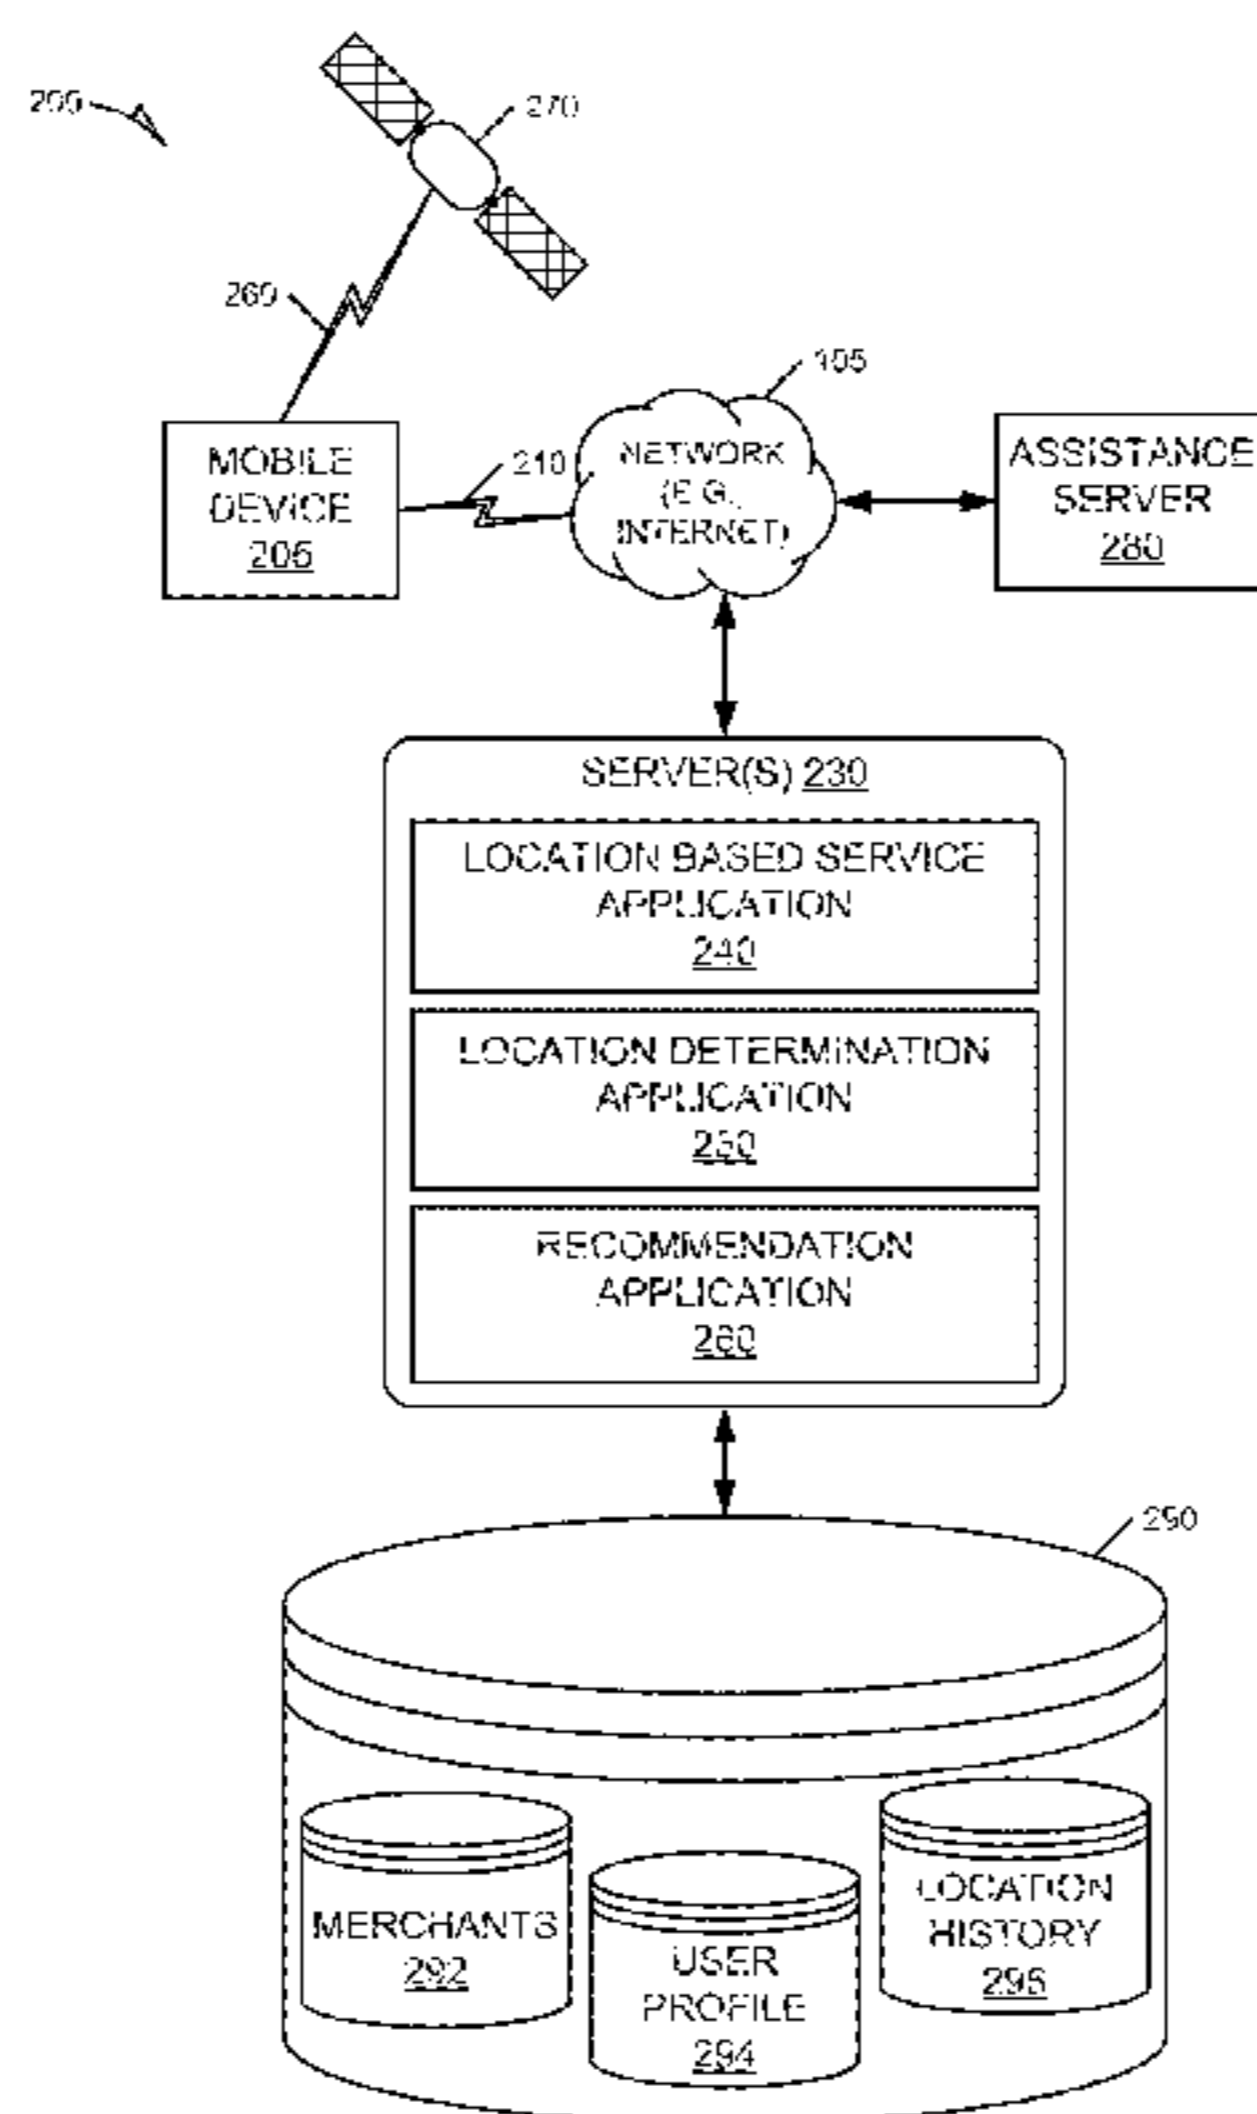 200
270
260
105
MOBILE
DEVICE
205
210
NETWORK
(E.G.,
INTERNET)
ASSISTANCE
SERVER
280
SERVER(S) 230
LOCATION BASED SERVICE
APPLICATION
240
LOCATION DETERMINATION
APPLICATION
250
RECOMMENDATION
APPLICATION
260
290
MERCHANTS
292
USER
PROFILE
294
LOCATION
HISTORY
296